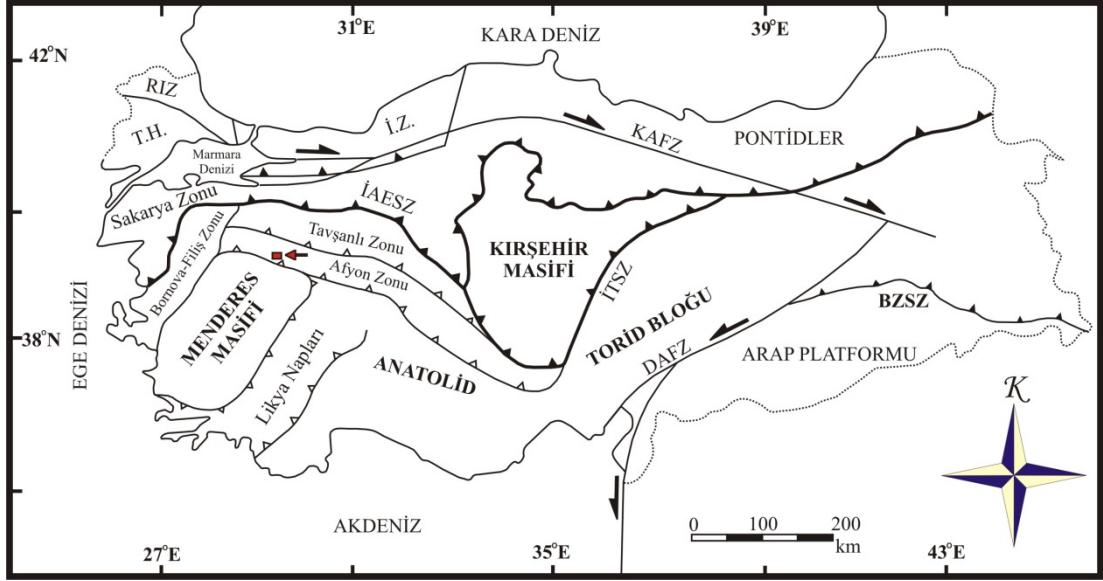 31°E
39°E
KARA DENİZ
42°N
RIZ
T.H.
İ.Z.
KAFZ
PONTİDLER
Marmara
Denizi
Sakarya Zonu
İAESZ
Bornova-Filiş Zonu
Tavşanlı Zonu
Afyon Zonu
KIRŞEHİR
MASİFİ
İTSZ
MENDERES
MASİFİ
EGE DENİZİ
38°N
Likya Napları
ANATOLİD
TORİD BLOĞU
DAFZ
BZSZ
ARAP PLATFORMU
K
AKDENİZ
0 100 200
km
27°E
35°E
43°E